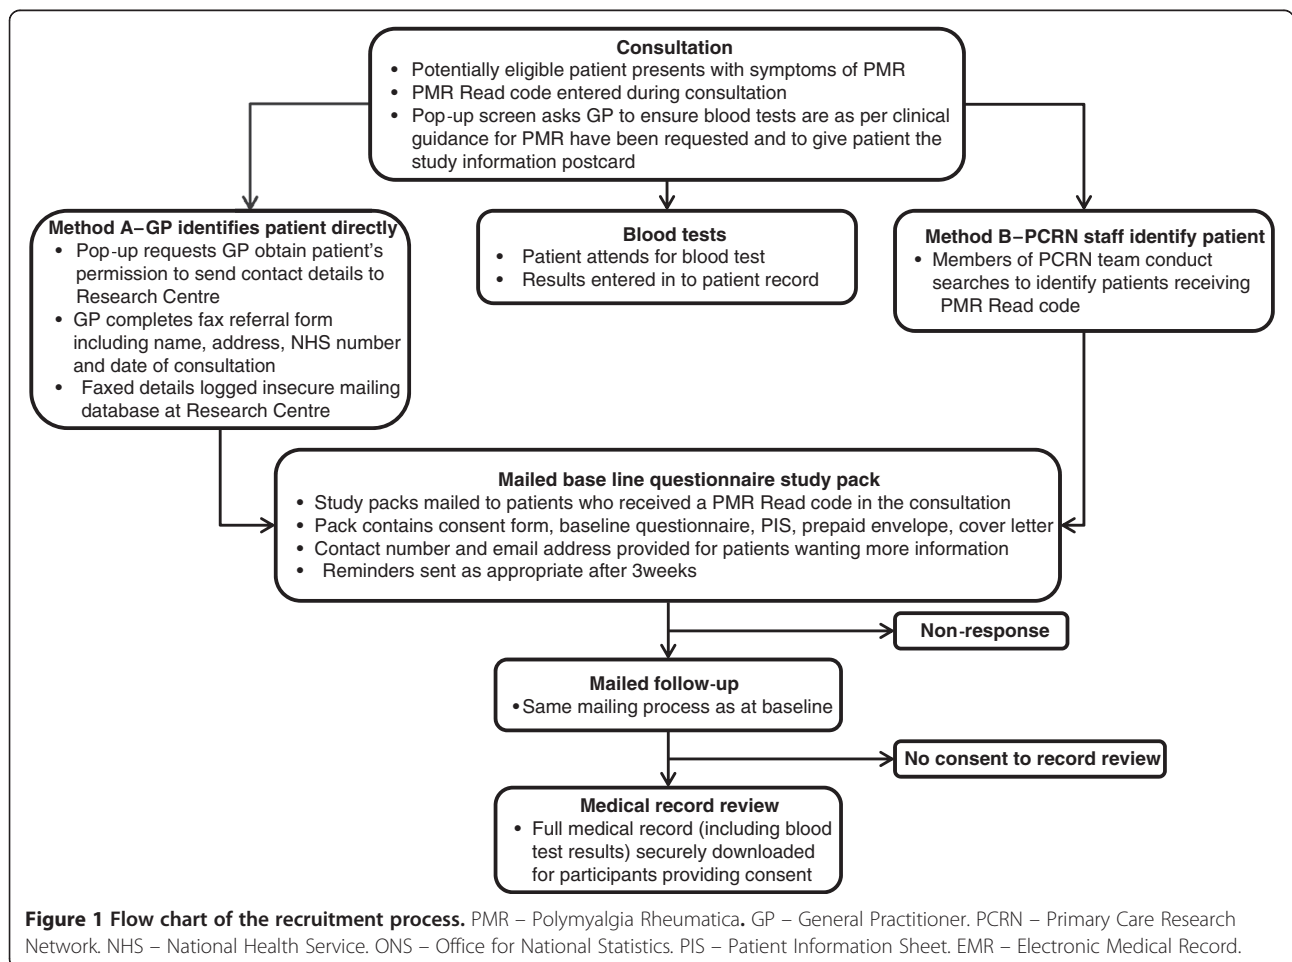 Consultation
• Potentially eligible patient presents with symptoms of PMR
• PMR Read code entered during consultation
• Pop-up screen asks GP to ensure blood tests are as per clinical
guidance for PMR have been requested and to give patient the
study information postcard
Method A–GP identifies patient directly
• Pop-up requests GP obtain patient's
permission to send contact details to
Research Centre
• GP completes fax referral form
including name, address, NHS number
and date of consultation
• Faxed details logged insecure mailing
database at Research Centre
Blood tests
• Patient attends for blood test
• Results entered in to patient record
Method B–PCRN staff identify patient
• Members of PCRN team conduct
searches to identify patients receiving
PMR Read code
Mailed base line questionnaire study pack
• Study packs mailed to patients who received a PMR Read code in the consultation
• Pack contains consent form, baseline questionnaire, PIS, prepaid envelope, cover letter
• Contact number and email address provided for patients wanting more information
• Reminders sent as appropriate after 3weeks
Non-response
Mailed follow-up
•Same mailing process as at baseline
No consent to record review
Medical record review
• Full medical record (including blood
test results) securely downloaded
for participants providing consent
Figure 1 Flow chart of the recruitment process. PMR – Polymyalgia Rheumatica. GP – General Practitioner. PCRN – Primary Care Research
Network. NHS – National Health Service. ONS – Office for National Statistics. PIS – Patient Information Sheet. EMR – Electronic Medical Record.